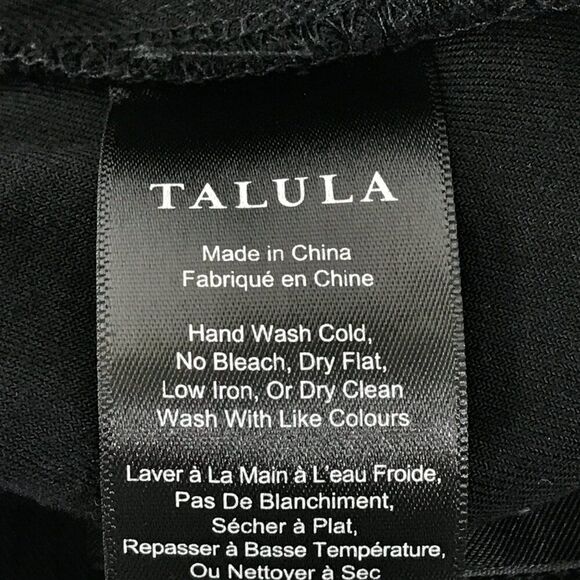 TALULA
Made in China
Fabriqué en Chine
Hand Wash Cold,
No Bleach, Dry Flat,
Low Iron, Or Dry Clean
Wash With Like Colours
Laver à La Main à L'eau Froide,
Pas De Blanchiment,
Sécher à Plat,
Repasser à Basse Température,
Ou Nettoyer à Sec